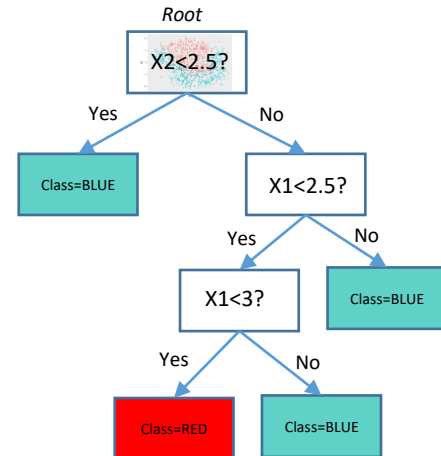 Root
X2<2.5?
Yes
No
Class=BLUE
X1<2.5?
Yes
No
X1<3?
Class=BLUE
Yes
No
Class=RED
Class=BLUE